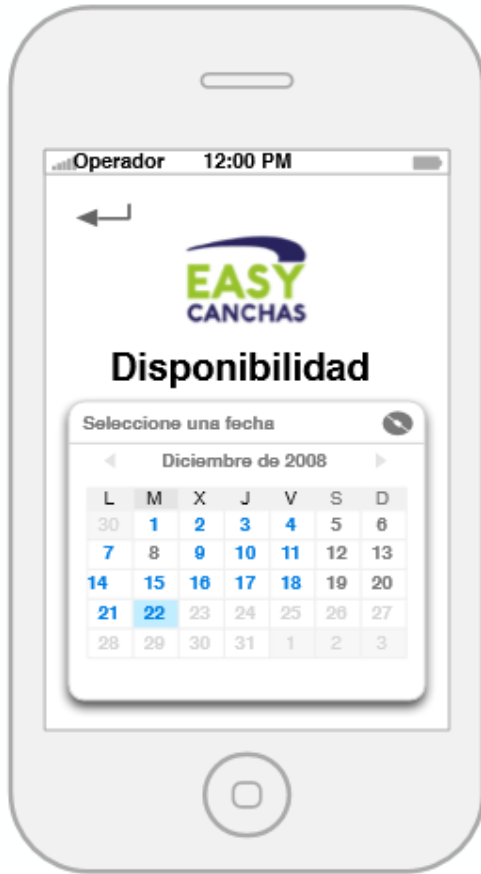 Operador 12:00 PM
EASY
CANCHAS
Disponibilidad
Seleccione una fecha
Diciembre de 2008
L M X J V S D
30 1 2 3 4 5 6
7 8 9 10 11 12 13
14 15 16 17 18 19 20
21 22 23 24 25 26 27
28 29 30 31 1 2 3